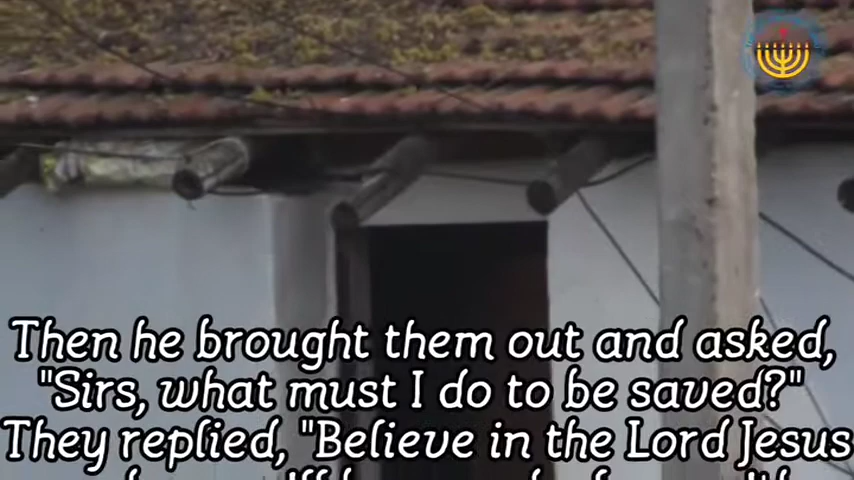 Then he brought them out and asked,
"Sirs, what must I do to be saved?"
They replied, "Believe in the Lord Jesus